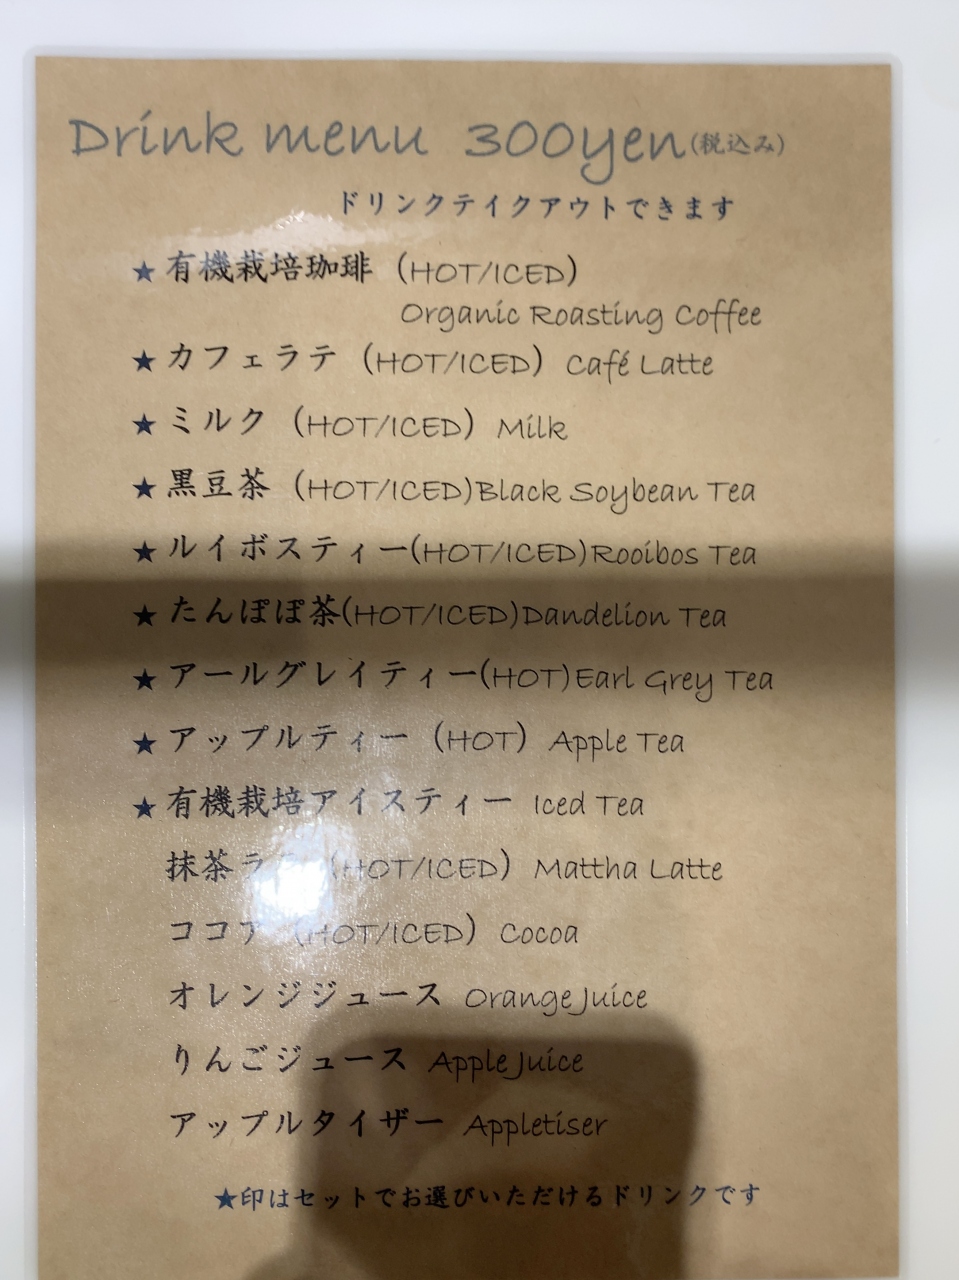 Drink menu 300yen(税込み)
ドリンクテイクアウトできます
★有機栽培珈琲 (HOT/ICED)
Organic Roasting Coffee
★カフェラテ (HOT/ICED) Café Latte
★ミルク (HOT/ICED) Milk
★黒豆茶 (HOT/ICED)Black Soybean Tea
★ルイボスティー(HOT/ICED)Rooibos Tea
★たんぽぽ茶(HOT/ICED)Dandelion Tea
★アールグレイティー(HOT)Earl Grey Tea
★アップルティー (HOT) Apple Tea
★有機栽培アイスティー Iced Tea
抹茶ラテ (HOT/ICED) Mattha Latte
ココア (HOT/ICED) Cocoa
オレンジジュース Orange Juice
りんごジュース Apple Juice
アップルタイザー Appletiser
★印はセットでお選びいただけるドリンクです